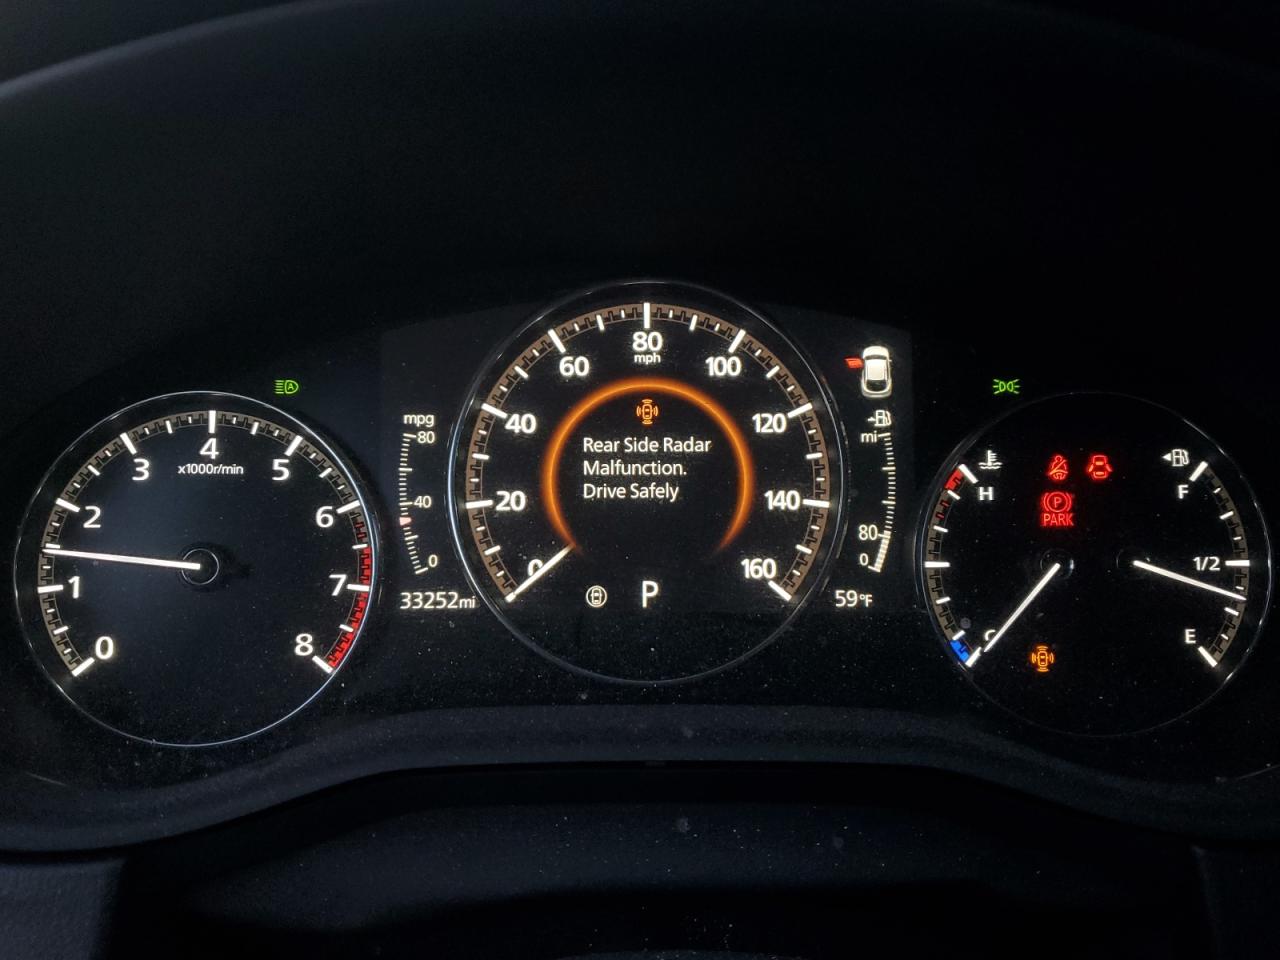 0
1
2
3
4
x1000r/min
5
6
7
8
mpg
80
40
0
33252mi
0
20
40
60
80
mph
100
120
140
160
Rear Side Radar
Malfunction.
Drive Safely
P
mi
80
0
59°F
H
C
P
PARK
F
1/2
E
A